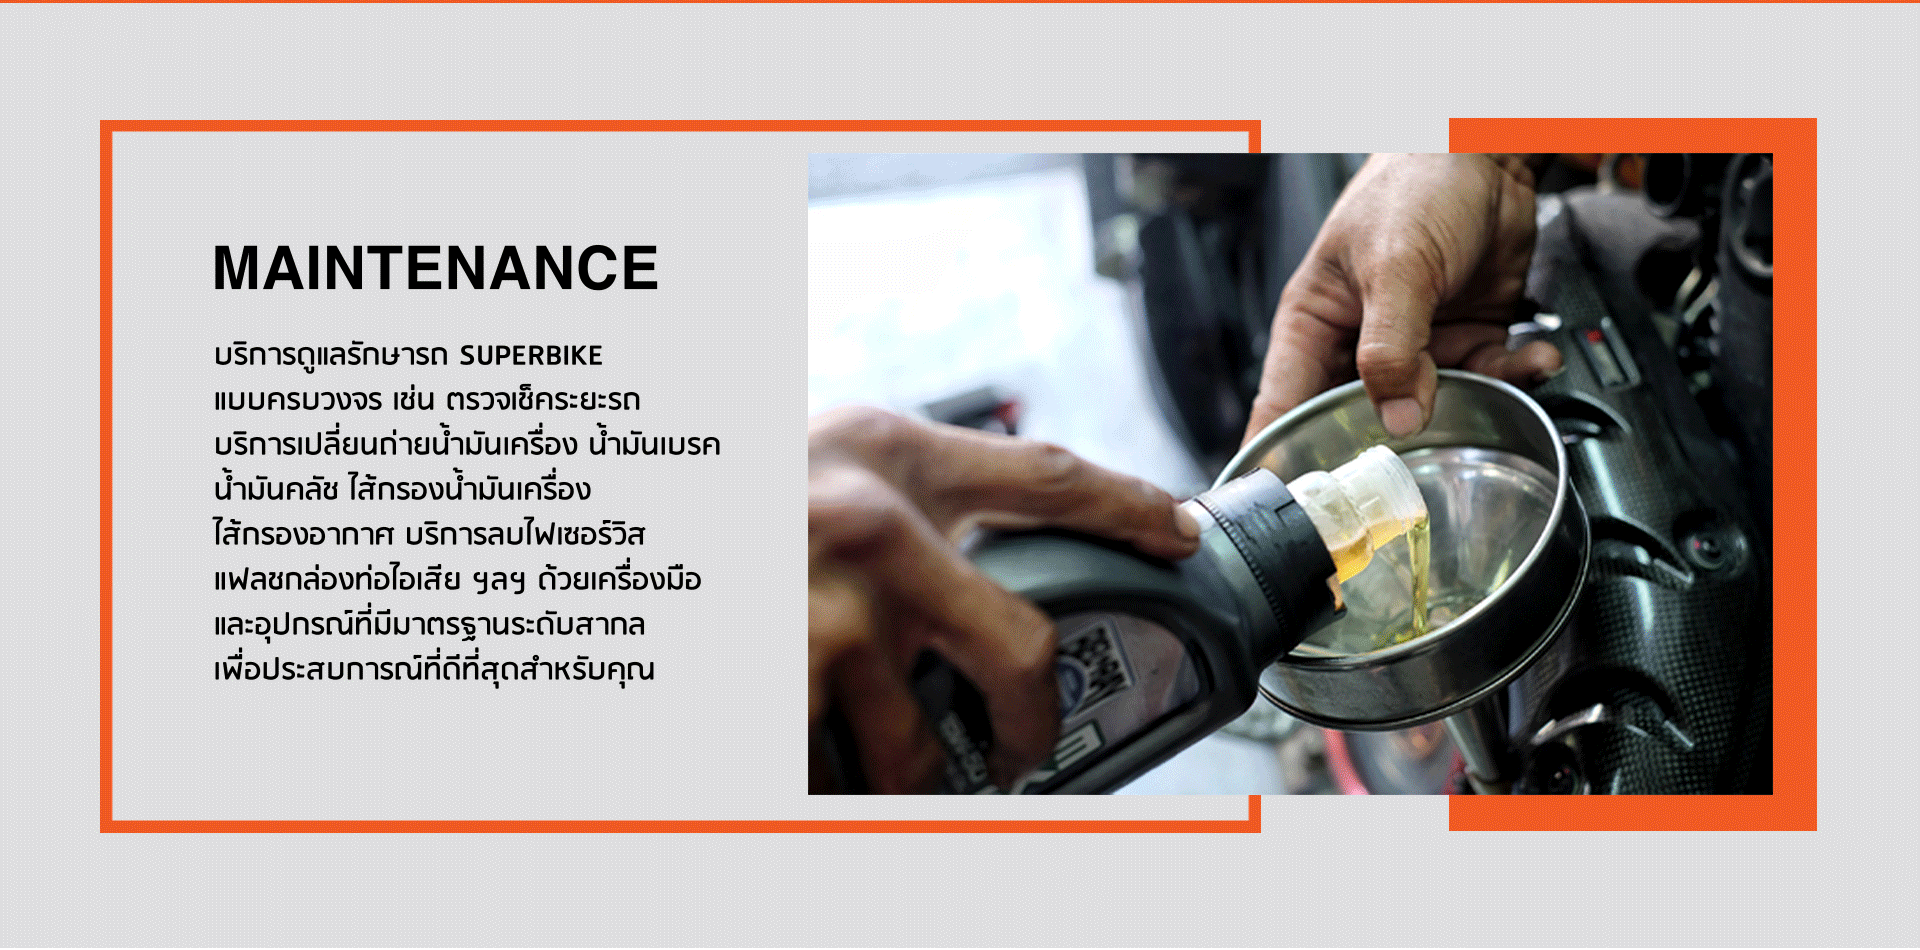 MAINTENANCE
บริการดูแลรักษารถ SUPERBIKE
แบบครบวงจร เช่น ตรวจเช็คระยะรถ
บริการเปลี่ยนถ่ายน้ำมันเครื่อง น้ำมันเบรค
น้ำมันคลัช ไส้กรองน้ำมันเครื่อง
ไส้กรองอากาศ บริการลบไฟเซอร์วิส
แฟลชกล่องท่อไอเสีย ฯลฯ ด้วยเครื่องมือ
และอุปกรณ์ที่มีมาตรฐานระดับสากล
เพื่อประสบการณ์ที่ดีที่สุดสำหรับคุณ